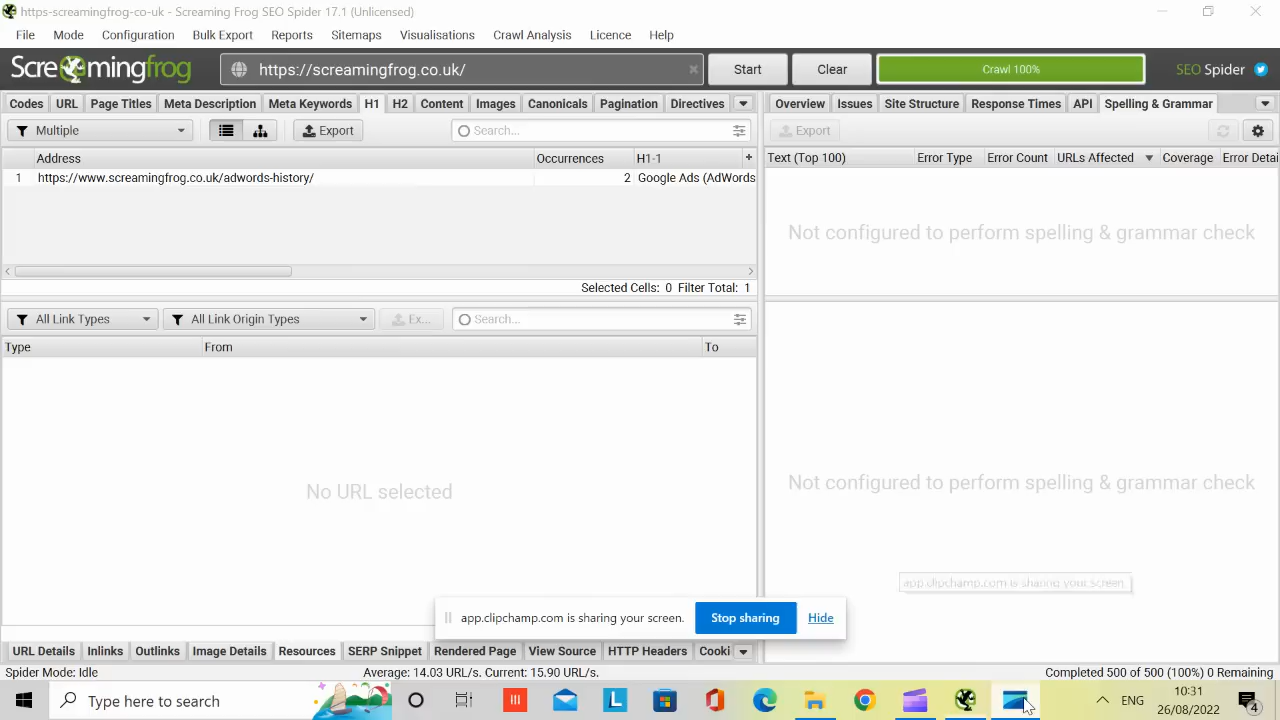 https-screamingfrog-co-uk - Screaming Frog SEO Spider 17.1 (Unlicensed)
File Mode Configuration Bulk Export Reports Sitemaps Visualisations Crawl Analysis Licence Help
Screamingfrog https://screamingfrog.co.uk/ Start Clear Crawl 100% SEO Spider
Codes URL Page Titles Meta Description Meta Keywords H1 H2 Content Images Canonicals Pagination Directives
Overview Issues Site Structure Response Times API Spelling & Grammar
Multiple Export Search...
Export
Address Occurrences H1-1 +
1 https://www.screamingfrog.co.uk/adwords-history/ 2 Google Ads (AdWords
Text (Top 100) Error Type Error Count URLs Affected Coverage Error Detai
Not configured to perform spelling & grammar check
Selected Cells: 0 Filter Total: 1
All Link Types All Link Origin Types Ex... Search...
Type From To
No URL selected
Not configured to perform spelling & grammar check
app.clipchamp.com is sharing your screen
app.clipchamp.com is sharing your screen. Stop sharing Hide
URL Details Inlinks Outlinks Image Details Resources SERP Snippet Rendered Page View Source HTTP Headers Cooki
Spider Mode: Idle Average: 14.03 URL/s. Current: 15.90 URL/s. Completed 500 of 500 (100%) 0 Remaining
Type here to search L ENG 10:31
26/08/2022 4